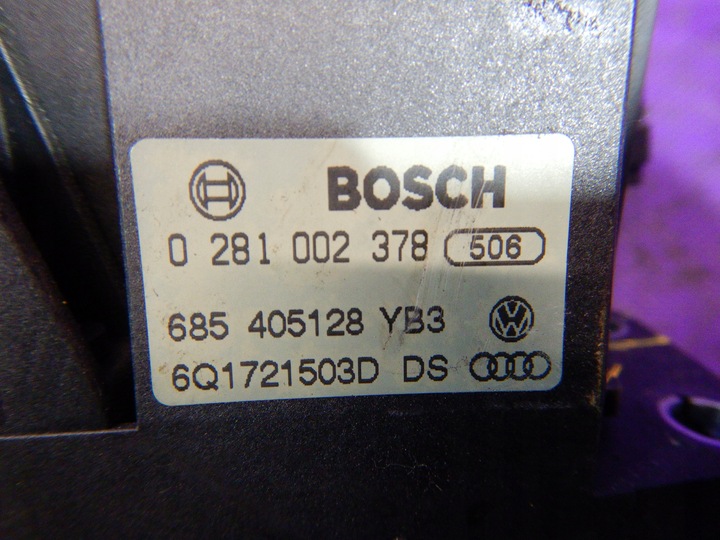 BOSCH
0 281 002 378 506
685 405128 YB3
6Q1721503D DS